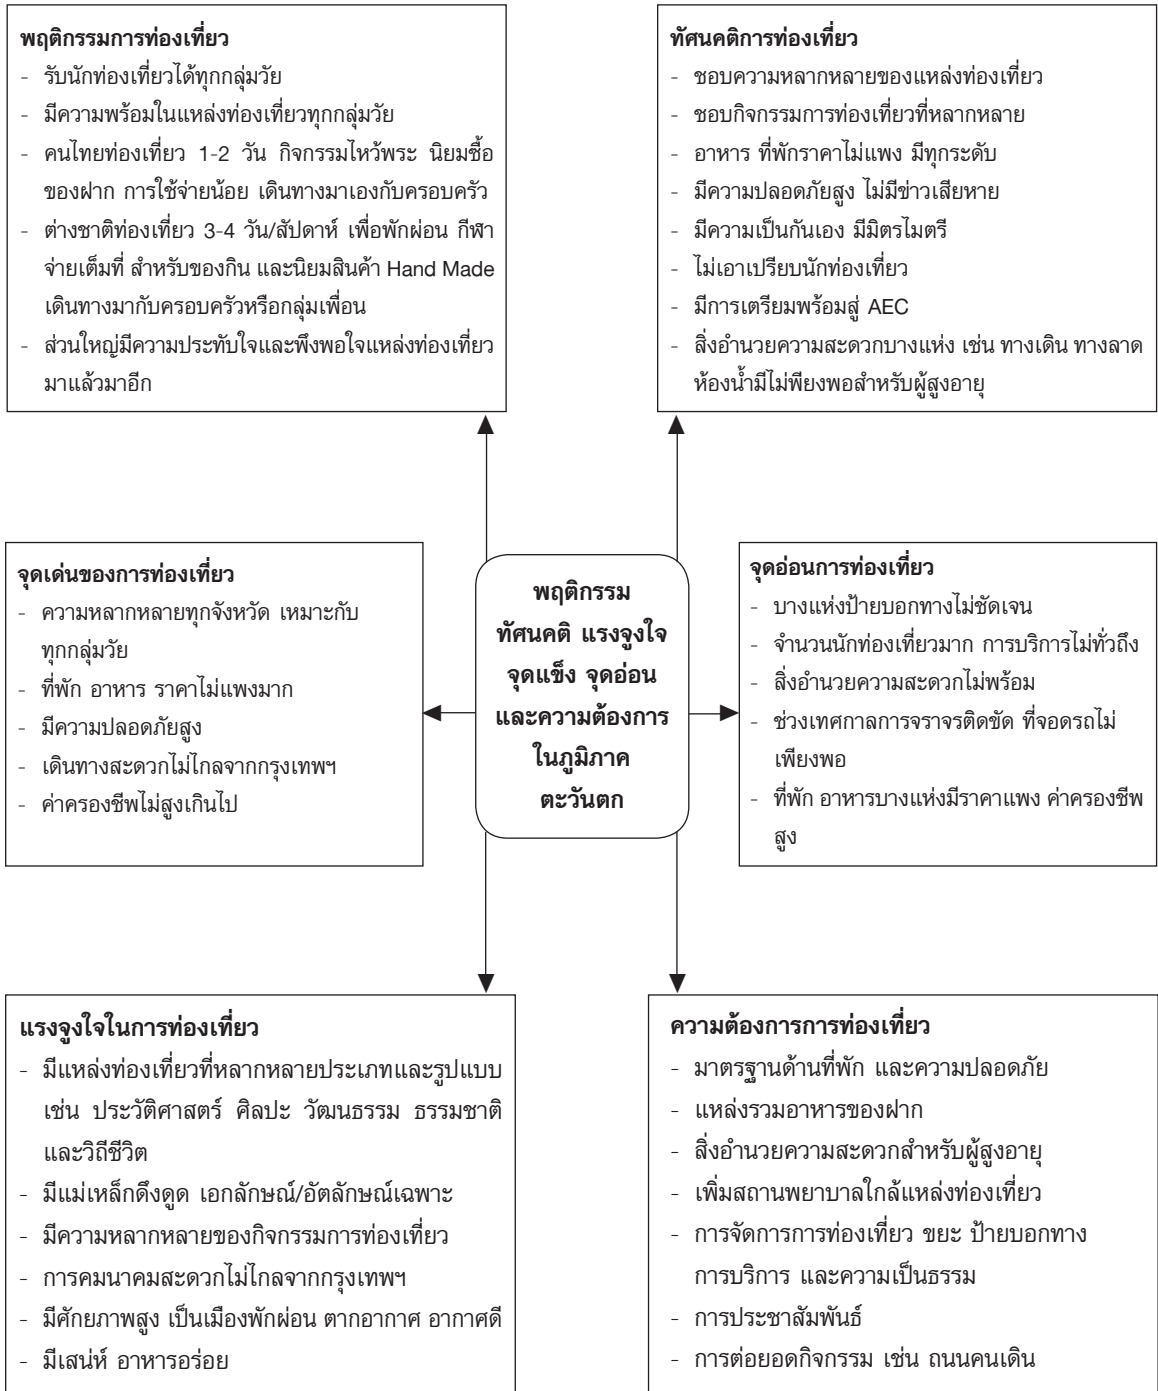 พฤติกรรมการท่องเที่ยว
- รับนักท่องเที่ยวได้ทุกกลุ่มวัย
- มีความพร้อมในแหล่งท่องเที่ยวทุกกลุ่มวัย
- คนไทยท่องเที่ยว 1-2 วัน กิจกรรมไหว้พระ นิยมซื้อ
ของฝาก การใช้จ่ายน้อย เดินทางมาเองกับครอบครัว
- ต่างชาติท่องเที่ยว 3-4 วัน/สัปดาห์ เพื่อพักผ่อน กีฬา
จ่ายเต็มที่ สำหรับของกิน และนิยมสินค้า Hand Made
เดินทางมากับครอบครัวหรือกลุ่มเพื่อน
- ส่วนใหญ่มีความประทับใจและพึงพอใจแหล่งท่องเที่ยว
มาแล้วมาอีก
ทัศนคติการท่องเที่ยว
- ชอบความหลากหลายของแหล่งท่องเที่ยว
- ชอบกิจกรรมการท่องเที่ยวที่หลากหลาย
- อาหาร ที่พักราคาไม่แพง มีทุกระดับ
- มีความปลอดภัยสูง ไม่มีข่าวเสียหาย
- มีความเป็นกันเอง มีมิตรไมตรี
- ไม่เอาเปรียบนักท่องเที่ยว
- มีการเตรียมพร้อมสู่ AEC
- สิ่งอำนวยความสะดวกบางแห่ง เช่น ทางเดิน ทางลาด
ห้องน้ำมีไม่พียงพอสำหรับผู้สูงอายุ
จุดเด่นของการท่องเที่ยว
- ความหลากหลายทุกจังหวัด เหมาะกับ
ทุกกลุ่มวัย
- ที่พัก อาหาร ราคาไม่แพงมาก
- มีความปลอดภัยสูง
- เดินทางสะดวกไม่ไกลจากกรุงเทพฯ
- ค่าครองชีพไม่สูงเกินไป
พฤติกรรม
ทัศนคติ แรงจูงใจ
จุดแข็ง จุดอ่อน
และความต้องการ
ในภูมิภาค
ตะวันตก
จุดอ่อนการท่องเที่ยว
- บางแห่งป้ายบอกทางไม่ชัดเจน
- จำนวนนักท่องเที่ยวมาก การบริการไม่ทั่วถึง
- สิ่งอำนวยความสะดวกไม่พร้อม
- ช่วงเทศกาลการจราจรติดขัด ที่จอดรถไม่
เพียงพอ
- ที่พัก อาหารบางแห่งมีราคาแพง ค่าครองชีพ
สูง
แรงจูงใจในการท่องเที่ยว
- มีแหล่งท่องเที่ยวที่หลากหลายประเภทและรูปแบบ
เช่น ประวัติศาสตร์ ศิลปะ วัฒนธรรม ธรรมชาติ
และวิถีชีวิต
- มีแม่เหล็กดึงดูด เอกลักษณ์/อัตลักษณ์เฉพาะ
- มีความหลากหลายของกิจกรรมการท่องเที่ยว
- การคมนาคมสะดวกไม่ไกลจากกรุงเทพฯ
- มีศักยภาพสูง เป็นเมืองพักผ่อน ตากอากาศ อากาศดี
- มีเสน่ห์ อาหารอร่อย
ความต้องการการท่องเที่ยว
- มาตรฐานด้านที่พัก และความปลอดภัย
- แหล่งรวมอาหารของฝาก
- สิ่งอำนวยความสะดวกสำหรับผู้สูงอายุ
- เพิ่มสถานพยาบาลใกล้แหล่งท่องเที่ยว
- การจัดการการท่องเที่ยว ขยะ ป้ายบอกทาง
การบริการ และความเป็นธรรม
- การประชาสัมพันธ์
- การต่อยอดกิจกรรม เช่น ถนนคนเดิน